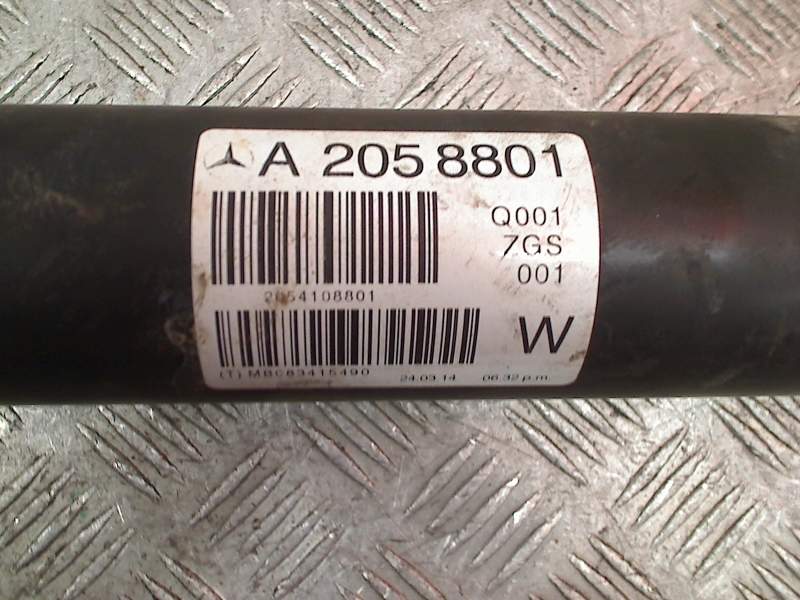 A 205 8801
Q001
7GS
001
2054108801
W
(T) MBC83415490
24.03.14 06.32 p.m.